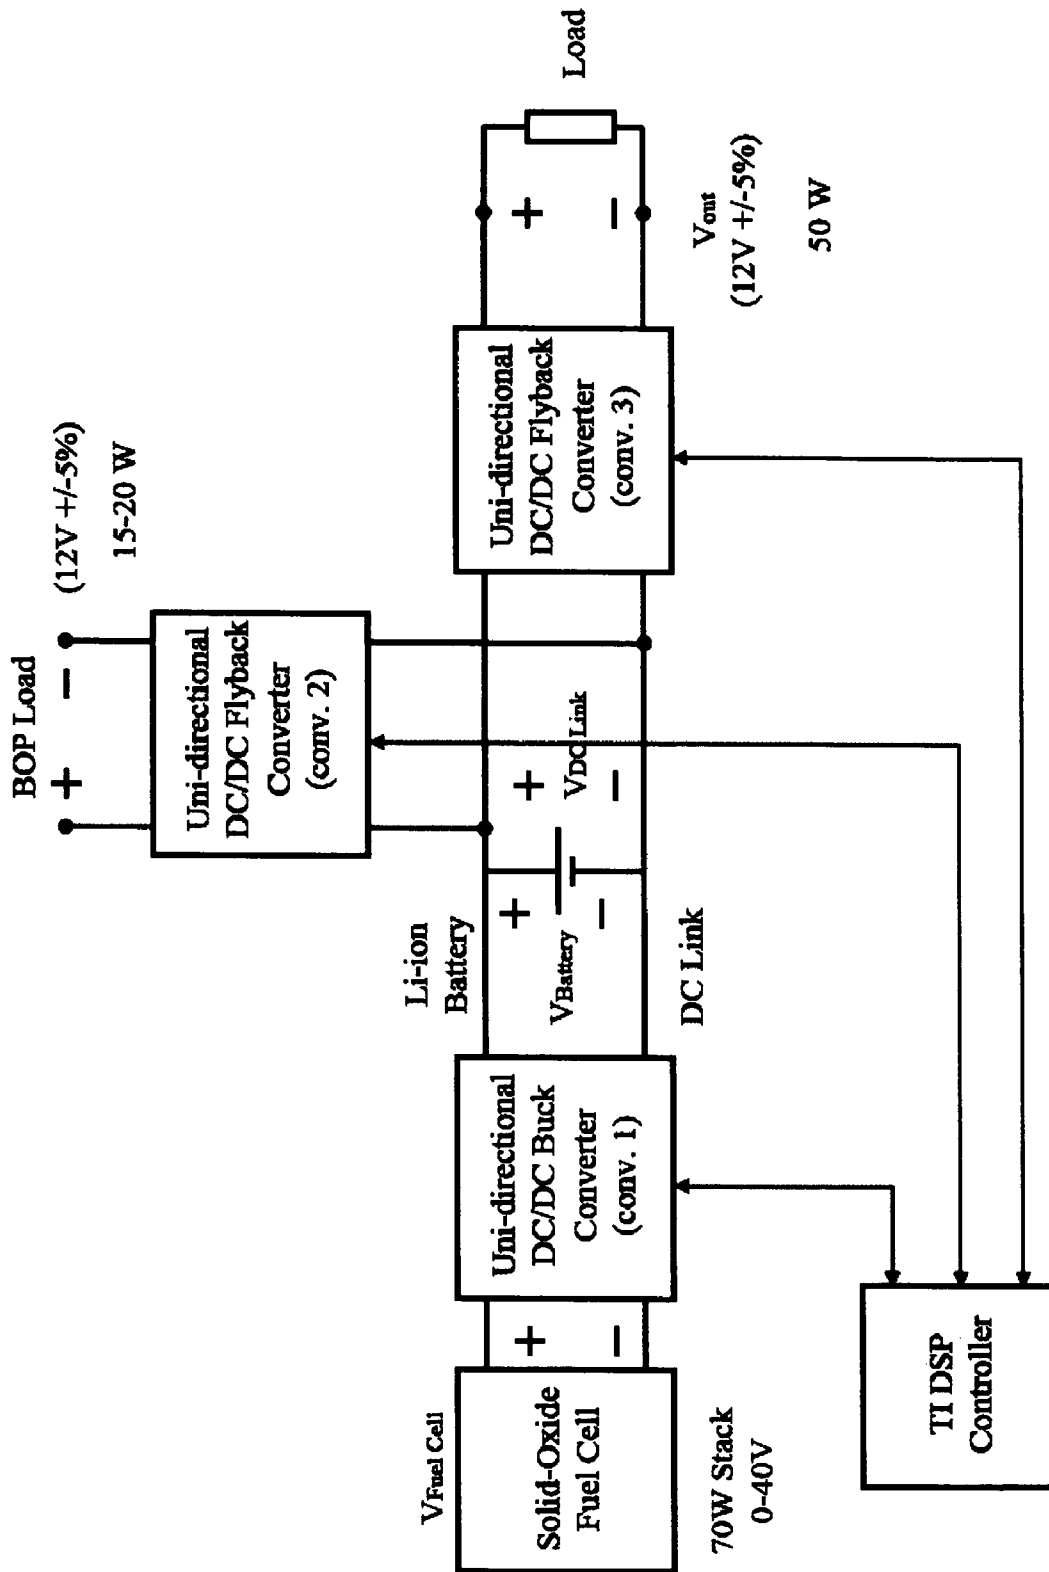 BOP Load
+ −
(12V +/-5%)
15-20 W
Uni-directional
DC/DC Flyback
Converter
(conv. 2)
VFuel Cell
Solid-Oxide
Fuel Cell
+
−
70W Stack
0-40V
Uni-directional
DC/DC Buck
Converter
(conv. 1)
Li-ion
Battery
+
VBattery
−
+
VDC Link
−
DC Link
Uni-directional
DC/DC Flyback
Converter
(conv. 3)
+
−
Load
Vout
(12V +/-5%)
50 W
TI DSP
Controller